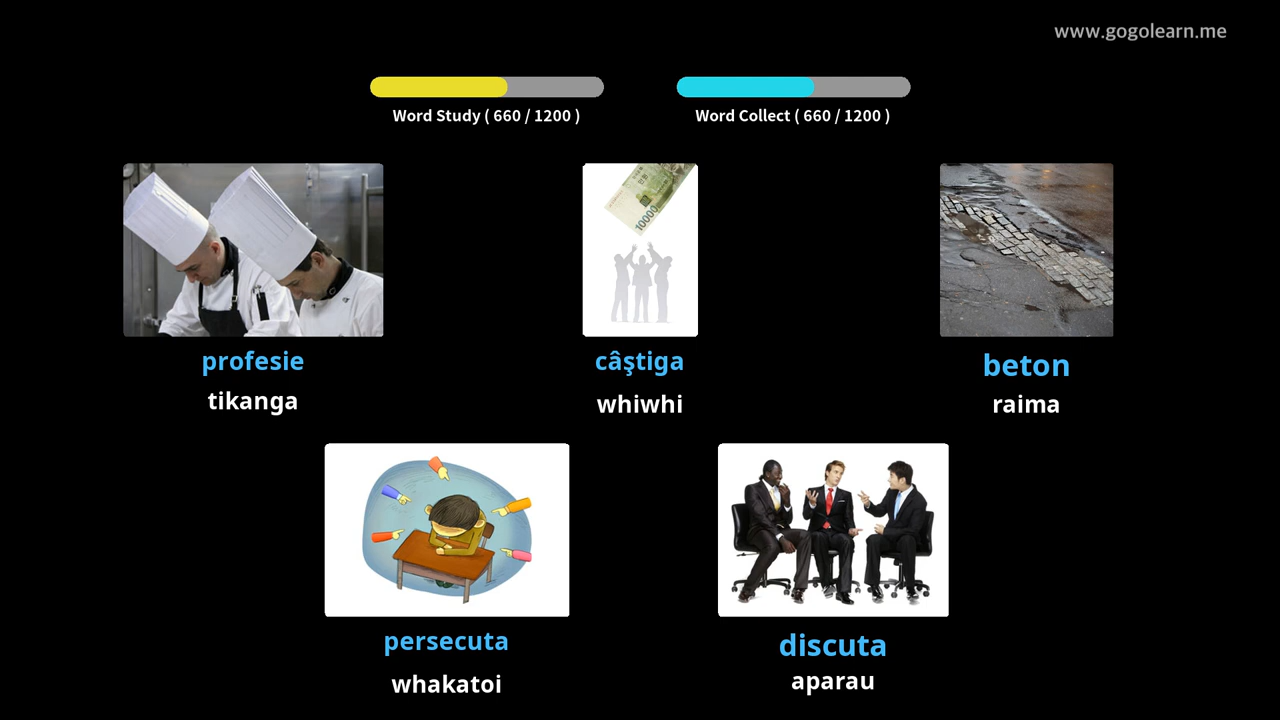 www.gogolearn.me
Word Study ( 660 / 1200 )
Word Collect ( 660 / 1200 )
10000
profesie
câştiga
beton
tikanga
whiwhi
raima
persecuta
discuta
whakatoi
aparau